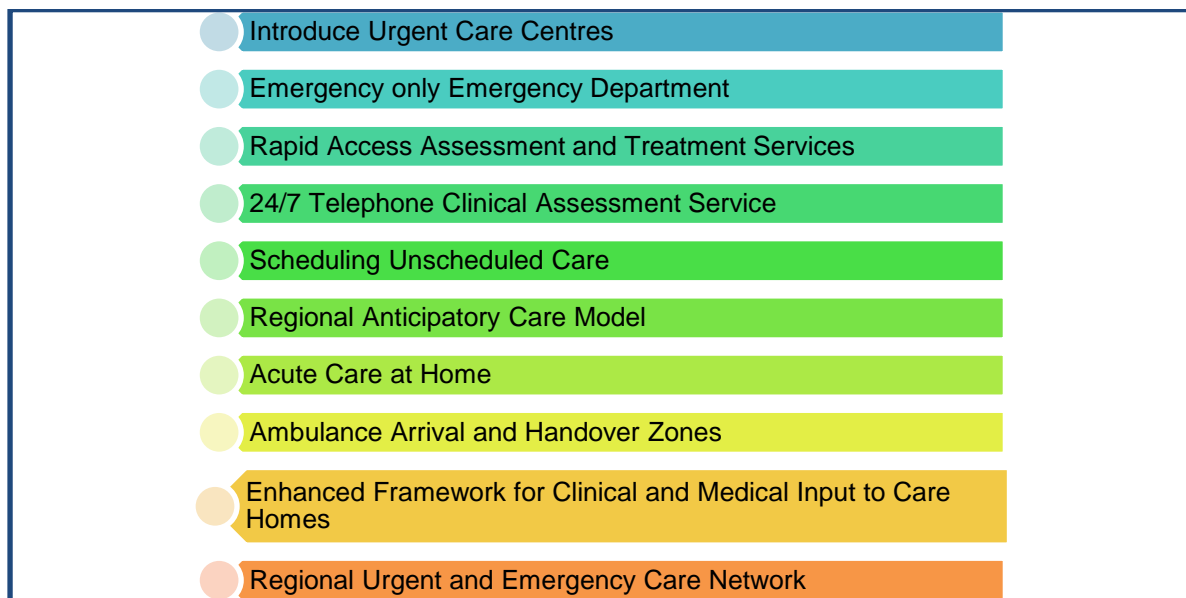 Introduce Urgent Care Centres
Emergency only Emergency Department
Rapid Access Assessment and Treatment Services
24/7 Telephone Clinical Assessment Service
Scheduling Unscheduled Care
Regional Anticipatory Care Model
Acute Care at Home
Ambulance Arrival and Handover Zones
Enhanced Framework for Clinical and Medical Input to Care
Homes
Regional Urgent and Emergency Care Network